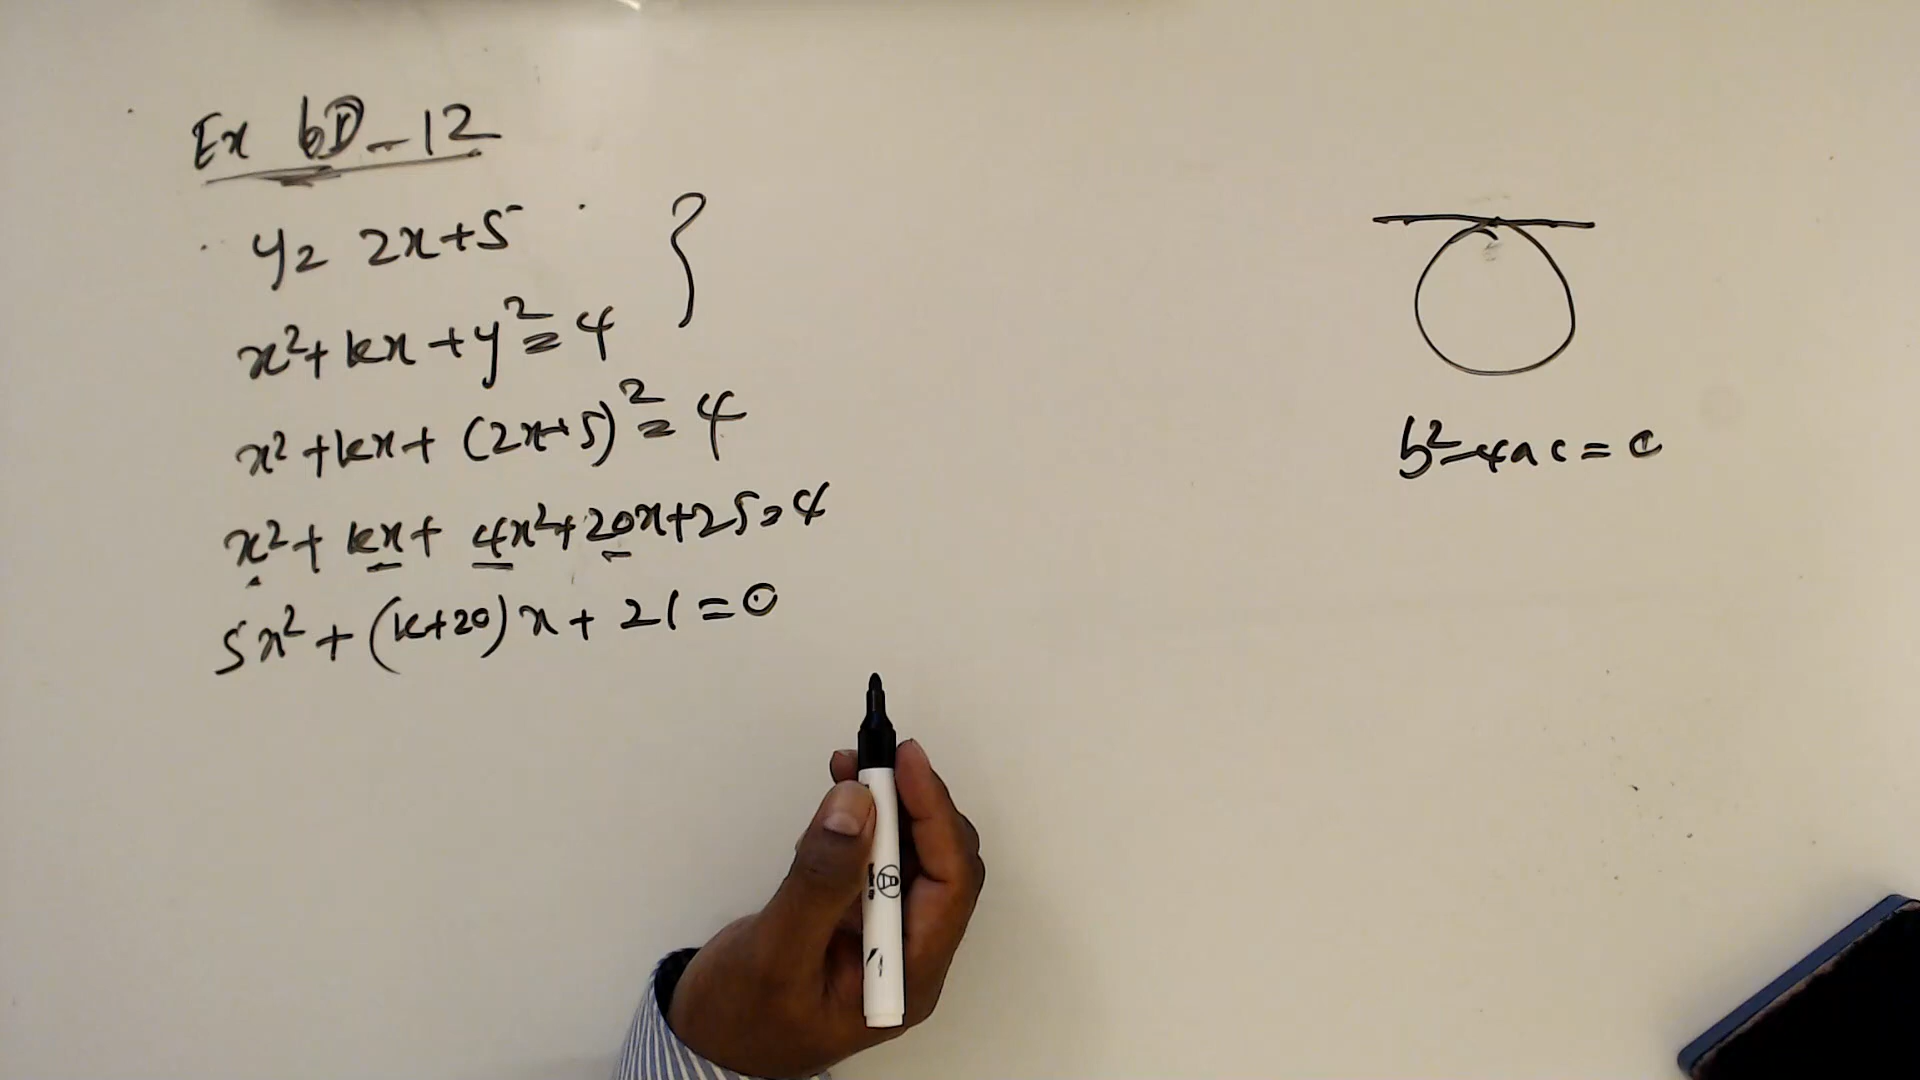 Ex 6D-12
y = 2x+5
x²+kx+y²=4
x²+kx+(2x+5)²=4
x²+kx+4x²+20x+25=4
5x²+(k+20)x+21=0
b²-4ac=0